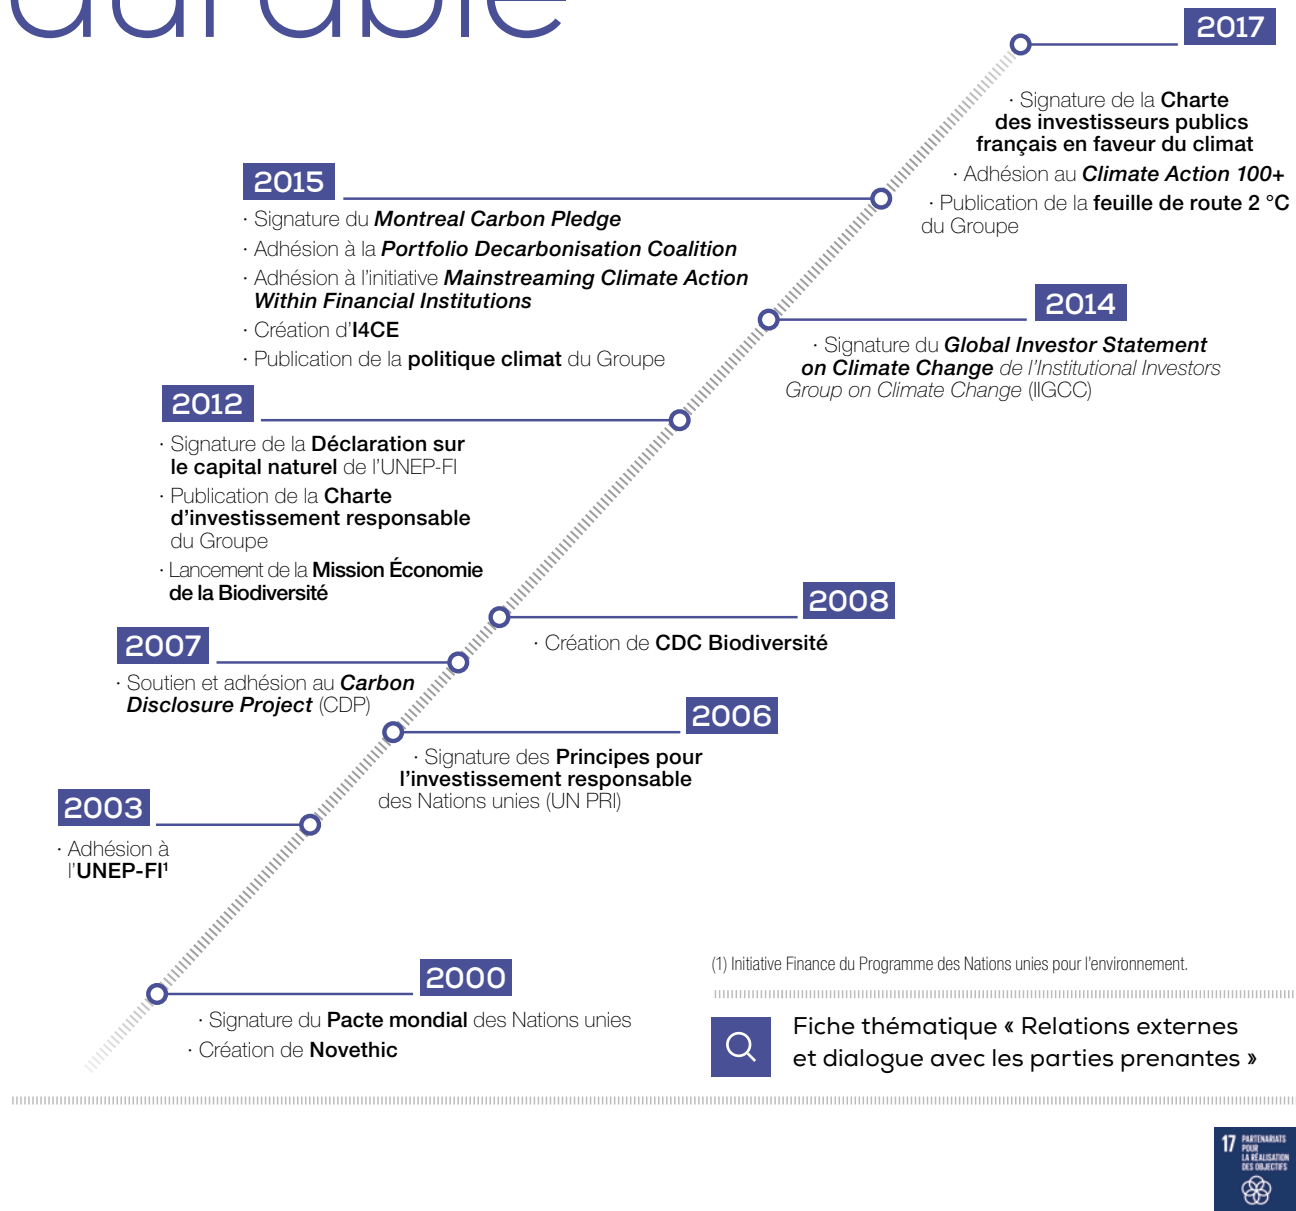 durable
2017
· Signature de la Charte
des investisseurs publics
français en faveur du climat
· Adhésion au Climate Action 100+
· Publication de la feuille de route 2 °C
du Groupe
2015
· Signature du Montreal Carbon Pledge
· Adhésion à la Portfolio Decarbonisation Coalition
· Adhésion à l'initiative Mainstreaming Climate Action
Within Financial Institutions
· Création d'I4CE
· Publication de la politique climat du Groupe
2014
· Signature du Global Investor Statement
on Climate Change de l'Institutional Investors
Group on Climate Change (IIGCC)
2012
· Signature de la Déclaration sur
le capital naturel de l'UNEP-FI
· Publication de la Charte
d'investissement responsable
du Groupe
· Lancement de la Mission Économie
de la Biodiversité
2008
· Création de CDC Biodiversité
2007
· Soutien et adhésion au Carbon
Disclosure Project (CDP)
2006
· Signature des Principes pour
l'investissement responsable
des Nations unies (UN PRI)
2003
· Adhésion à
l'UNEP-FI¹
2000
· Signature du Pacte mondial des Nations unies
· Création de Novethic
(1) Initiative Finance du Programme des Nations unies pour l'environnement.
Fiche thématique « Relations externes
et dialogue avec les parties prenantes »
17 PARTENARIATS
POUR
LA RÉALISATION
DES OBJECTIFS